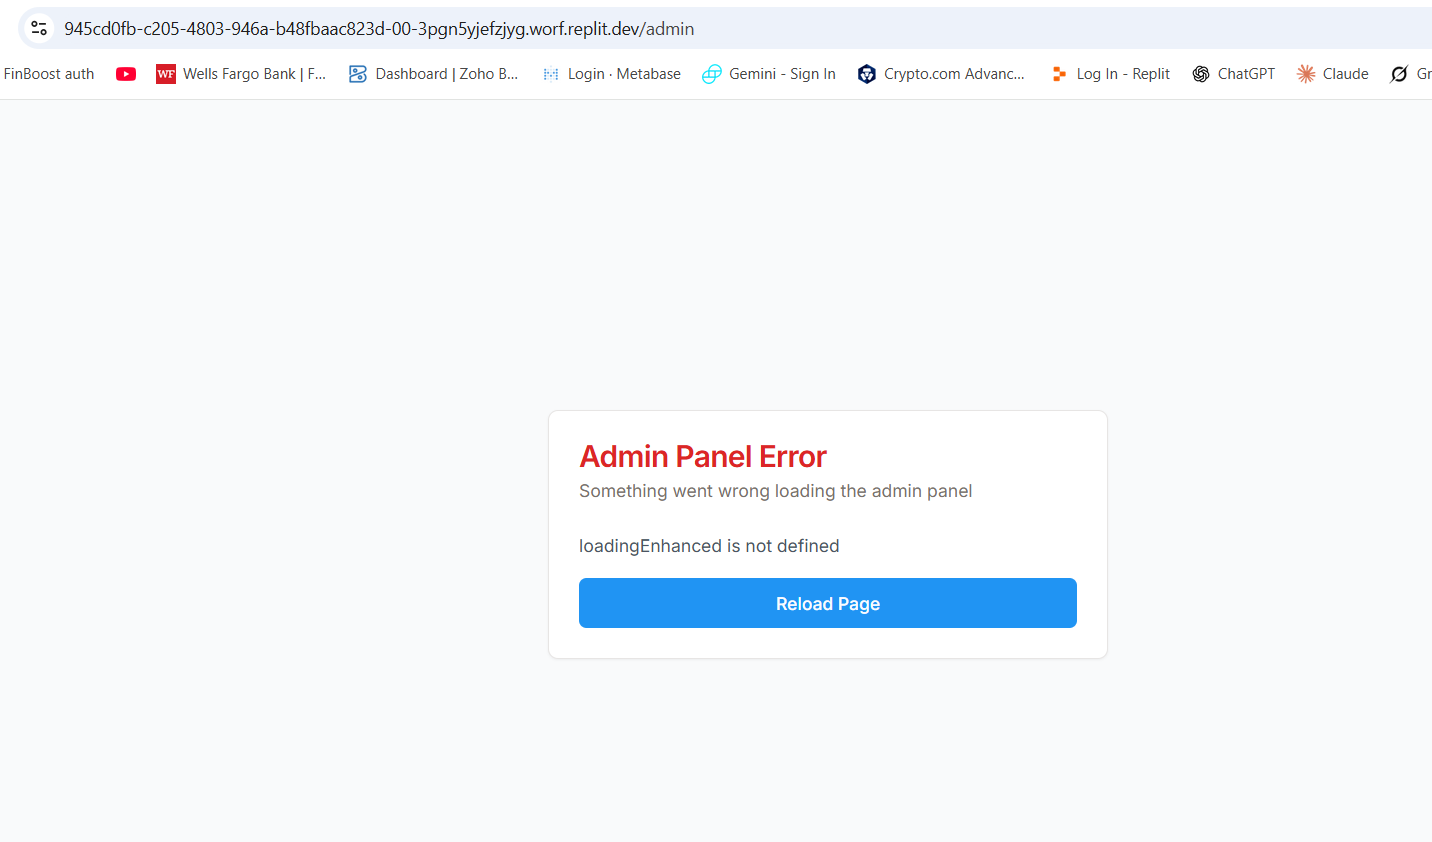 945cd0fb-c205-4803-946a-b48fbaac823d-00-3pgn5yjefzjyg.worf.replit.dev/admin
FinBoost auth WF Wells Fargo Bank | F... Dashboard | Zoho B... Login · Metabase Gemini - Sign In Crypto.com Advanc... Log In - Replit ChatGPT Claude Gr
Admin Panel Error
Something went wrong loading the admin panel
loadingEnhanced is not defined
Reload Page